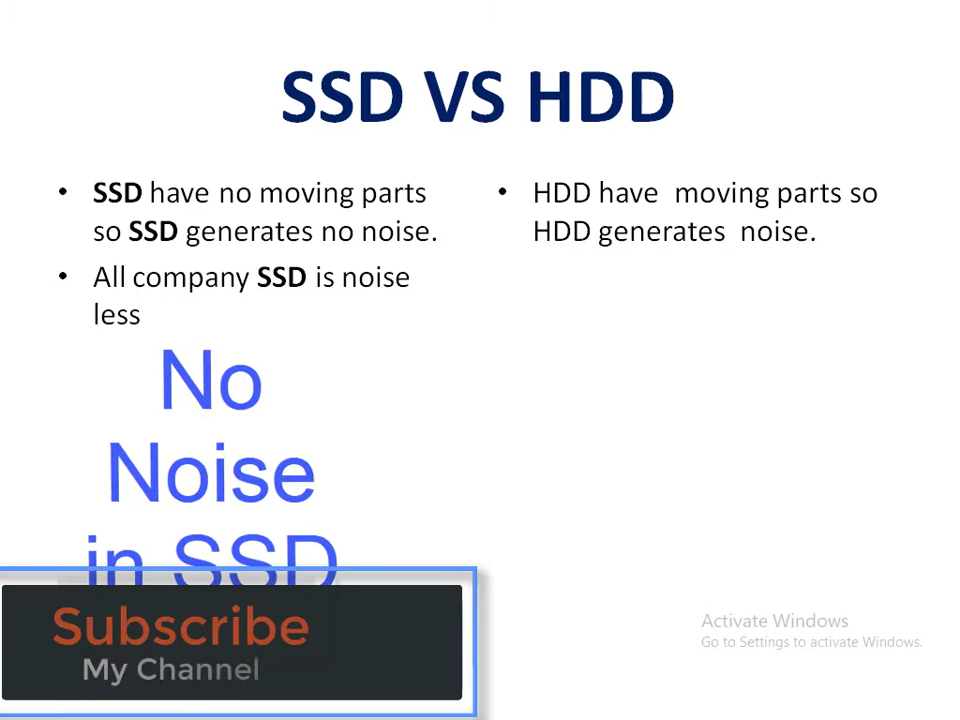 SSD VS HDD
• SSD have no moving parts
so SSD generates no noise.
• All company SSD is noise
less
• HDD have  moving parts so
HDD generates  noise.
No
Noise
in SSD
Subscribe
My Channel
Activate Windows
Go to Settings to activate Windows.